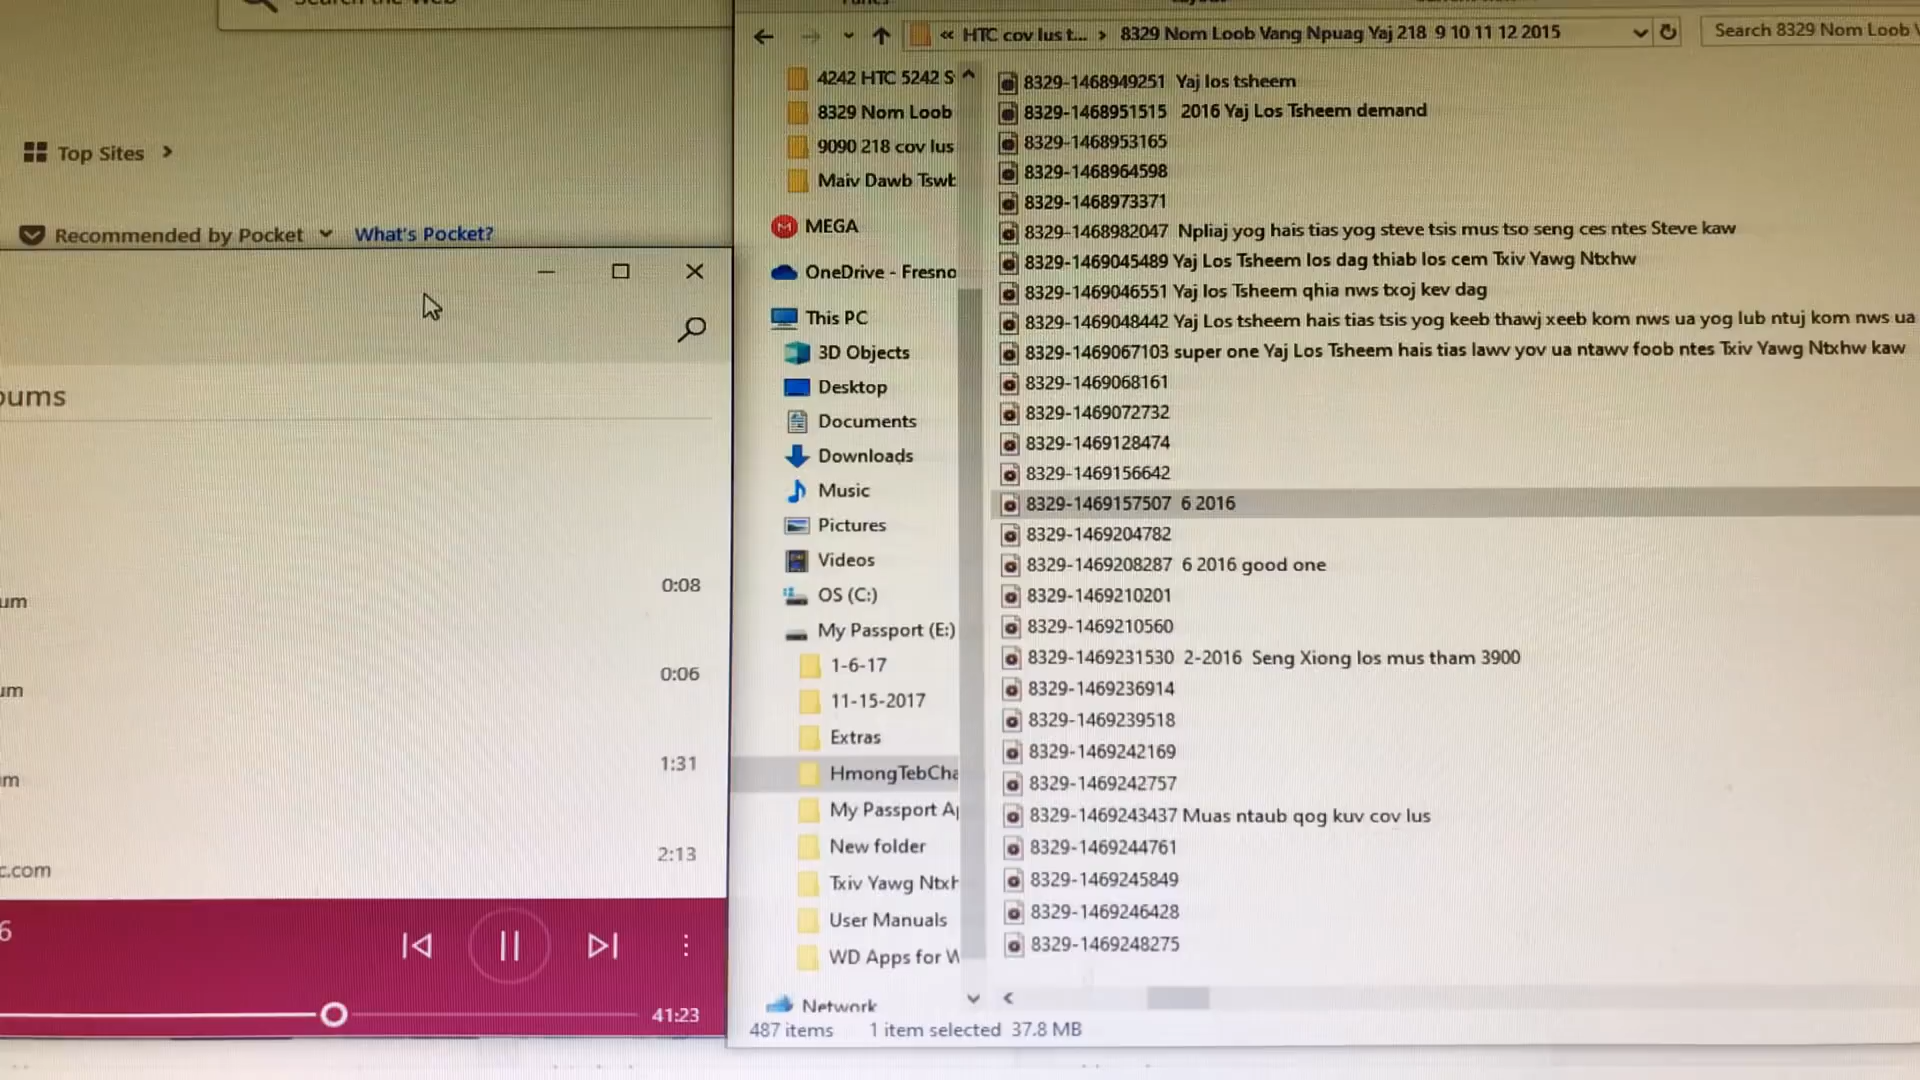 Search the Web
Top Sites
Recommended by Pocket
What's Pocket?
0:08
0:06
1:31
2:13
41:23
HTC cov lus t... > 8329 Nom Loob Vang Npuag Yaj 218 9 10 11 12 2015
Search 8329 Nom Loob
4242 HTC 5242 S
8329 Nom Loob
9090 218 cov lus
Maiv Dawb Tswb
MEGA
OneDrive - Fresno
This PC
3D Objects
Desktop
Documents
Downloads
Music
Pictures
Videos
OS (C:)
My Passport (E:)
1-6-17
11-15-2017
Extras
HmongTebCha
My Passport Ap
New folder
Txiv Yawg Ntxh
User Manuals
WD Apps for W
Network
8329-1468949251 Yaj los tsheem
8329-1468951515 2016 Yaj Los Tsheem demand
8329-1468953165
8329-1468964598
8329-1468973371
8329-1468982047 Npliaj yog hais tias yog steve tsis mus tso seng ces ntes Steve kaw
8329-1469045489 Yaj Los Tsheem los dag thiab los cem Txiv Yawg Ntxhw
8329-1469046551 Yaj los Tsheem qhia nws txoj kev dag
8329-1469048442 Yaj Los tsheem hais tias tsis yog keeb thawj xeeb kom nws ua yog lub ntuj kom nws ua
8329-1469067103 super one Yaj Los Tsheem hais tias lawv yov ua ntawv foob ntes Txiv Yawg Ntxhw kaw
8329-1469068161
8329-1469072732
8329-1469128474
8329-1469156642
8329-1469157507 6 2016
8329-1469204782
8329-1469208287 6 2016 good one
8329-1469210201
8329-1469210560
8329-1469231530 2-2016 Seng Xiong los mus tham 3900
8329-1469236914
8329-1469239518
8329-1469242169
8329-1469242757
8329-1469243437 Muas ntaub qog kuv cov lus
8329-1469244761
8329-1469245849
8329-1469246428
8329-1469248275
487 items 1 item selected 37.8 MB